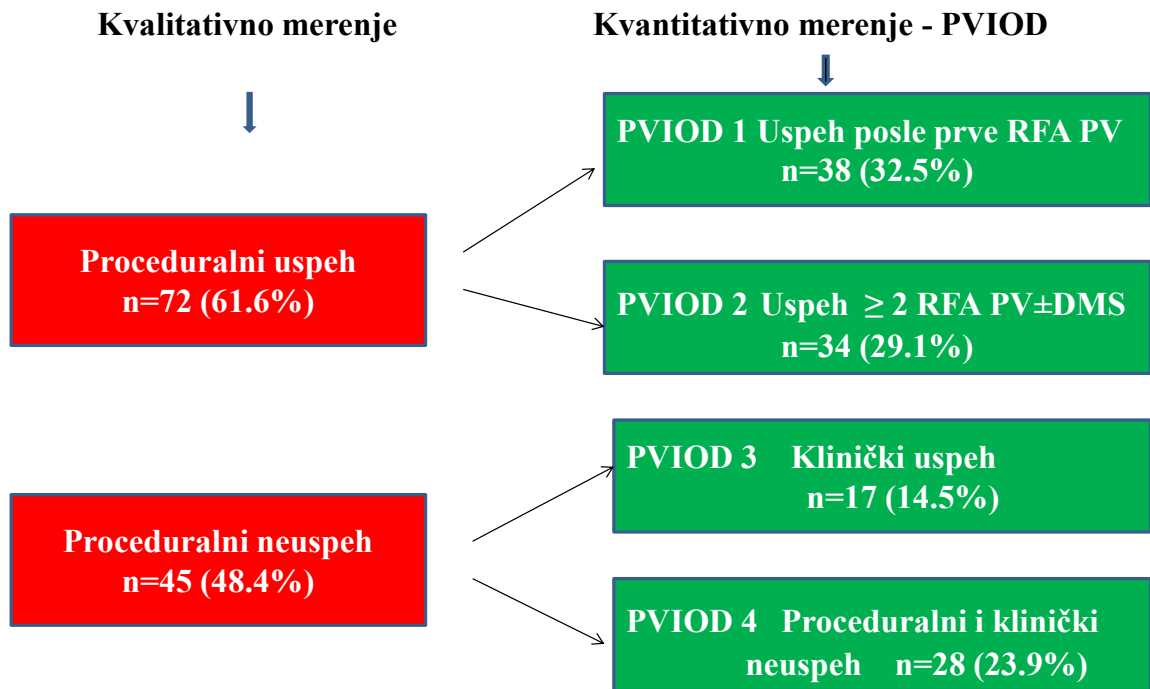 Kvalitativno merenje
Kvantitativno merenje - PVIOD
Proceduralni uspeh
n=72 (61.6%)
PVIOD 1 Uspeh posle prve RFA PV
n=38 (32.5%)
PVIOD 2 Uspeh ≥ 2 RFA PV±DMS
n=34 (29.1%)
Proceduralni neuspeh
n=45 (48.4%)
PVIOD 3 Klinički uspeh
n=17 (14.5%)
PVIOD 4 Proceduralni i klinički
neuspeh n=28 (23.9%)